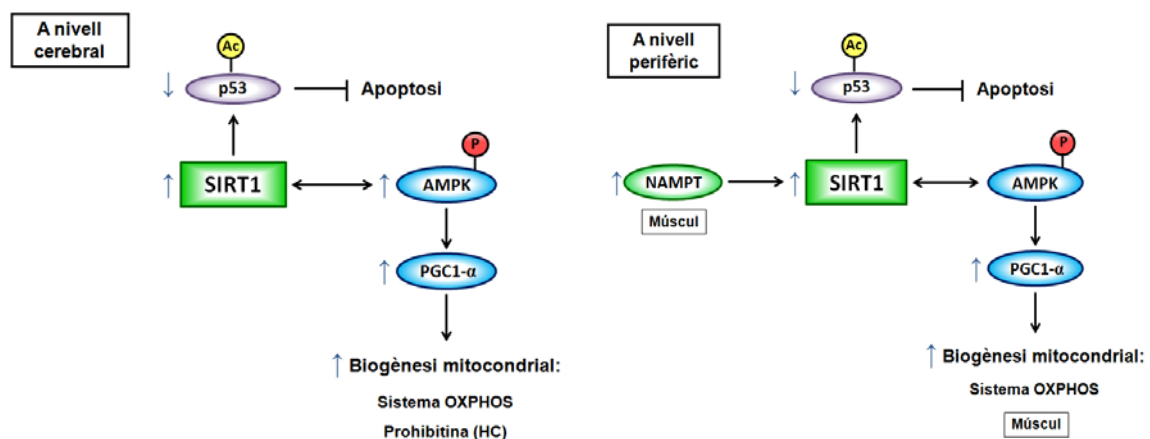 A nivell
cerebral
Ac
p53
Apoptosi
SIRT1
P
AMPK
PGC1-α
Biogènesi mitocondrial:
Sistema OXPHOS
Prohibitina (HC)
A nivell
perifèric
Ac
p53
Apoptosi
NAMPT
Múscul
SIRT1
P
AMPK
PGC1-α
Biogènesi mitocondrial:
Sistema OXPHOS
Múscul